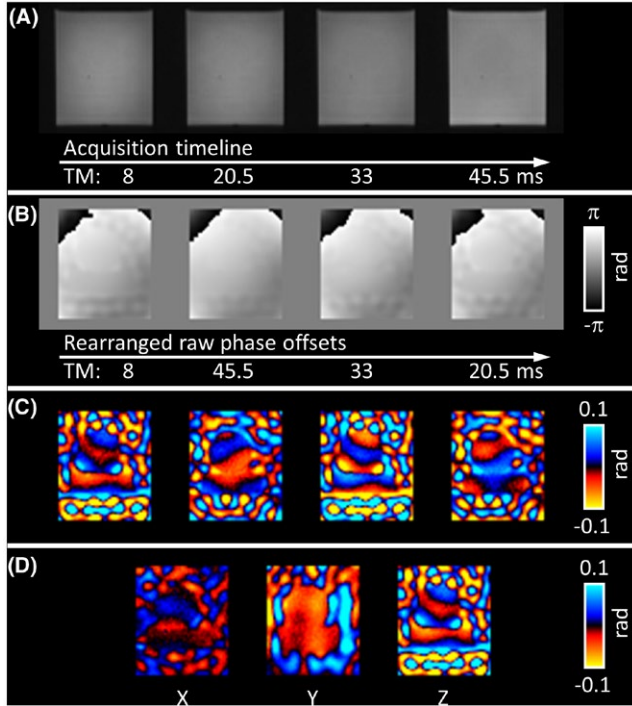 (A)
Acquisition timeline
TM: 8 20.5 33 45.5 ms
(B)
π
rad
-π
Rearranged raw phase offsets
TM: 8 45.5 33 20.5 ms
(C)
0.1
rad
-0.1
(D)
0.1
rad
-0.1
X Y Z